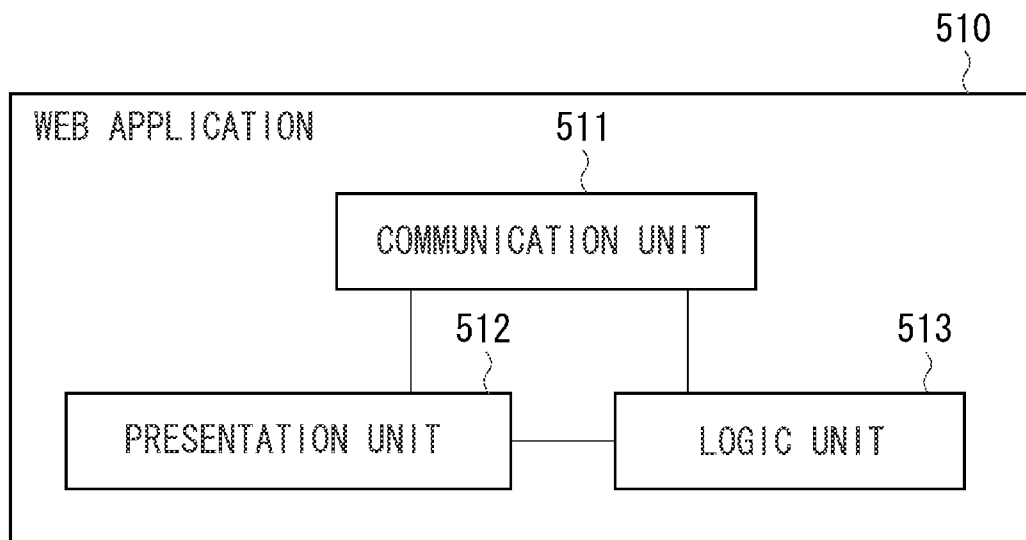 510
WEB APPLICATION
511
COMMUNICATION UNIT
512
513
PRESENTATION UNIT
LOGIC UNIT